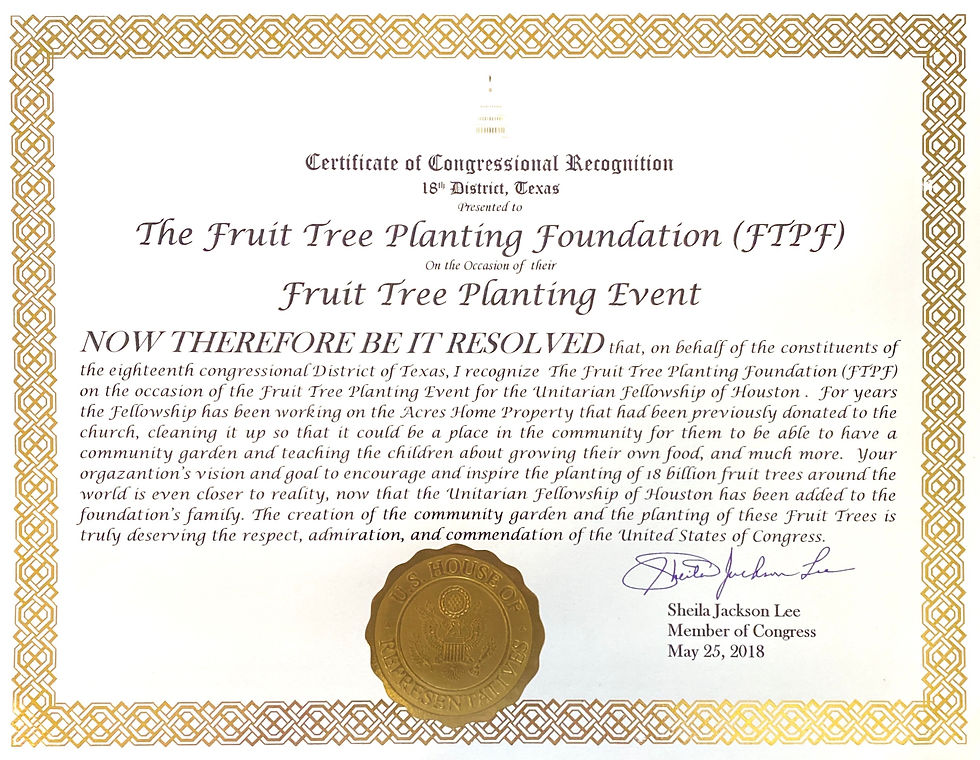 Certificate of Congressional Recognition
18th District, Texas
Presented to
The Fruit Tree Planting Foundation (FTPF)
On the Occasion of their
Fruit Tree Planting Event
NOW THEREFORE BE IT RESOLVED that, on behalf of the constituents of
the eighteenth congressional District of Texas, I recognize The Fruit Tree Planting Foundation (FTPF)
on the occasion of the Fruit Tree Planting Event for the Unitarian Fellowship of Houston . For years
the Fellowship has been working on the Acres Home Property that had been previously donated to the
church, cleaning it up so that it could be a place in the community for them to be able to have a
community garden and teaching the children about growing their own food, and much more. Your
orgazantion's vision and goal to encourage and inspire the planting of 18 billion fruit trees around the
world is even closer to reality, now that the Unitarian Fellowship of Houston has been added to the
foundation's family. The creation of the community garden and the planting of these Fruit Trees is
truly deserving the respect, admiration, and commendation of the United States of Congress.
Sheila Jackson Lee
Sheila Jackson Lee
Member of Congress
May 25, 2018
U.S. HOUSE OF
REPRESENTATIVES